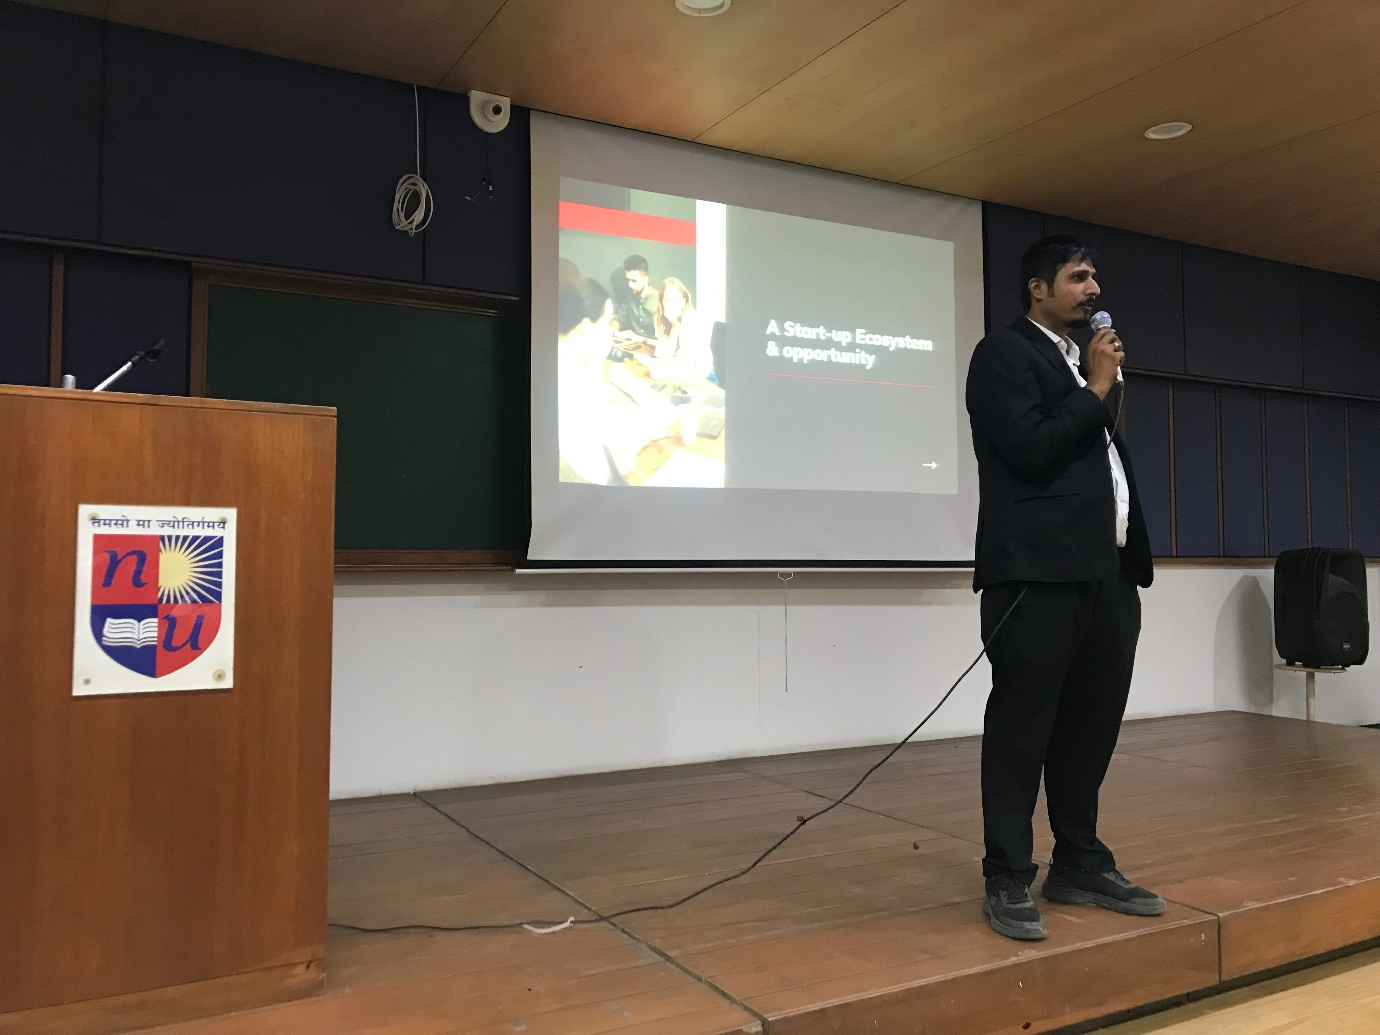 A Start-up Ecosystem
& opportunity
तमसो मा ज्योतिर्गमय
n
u